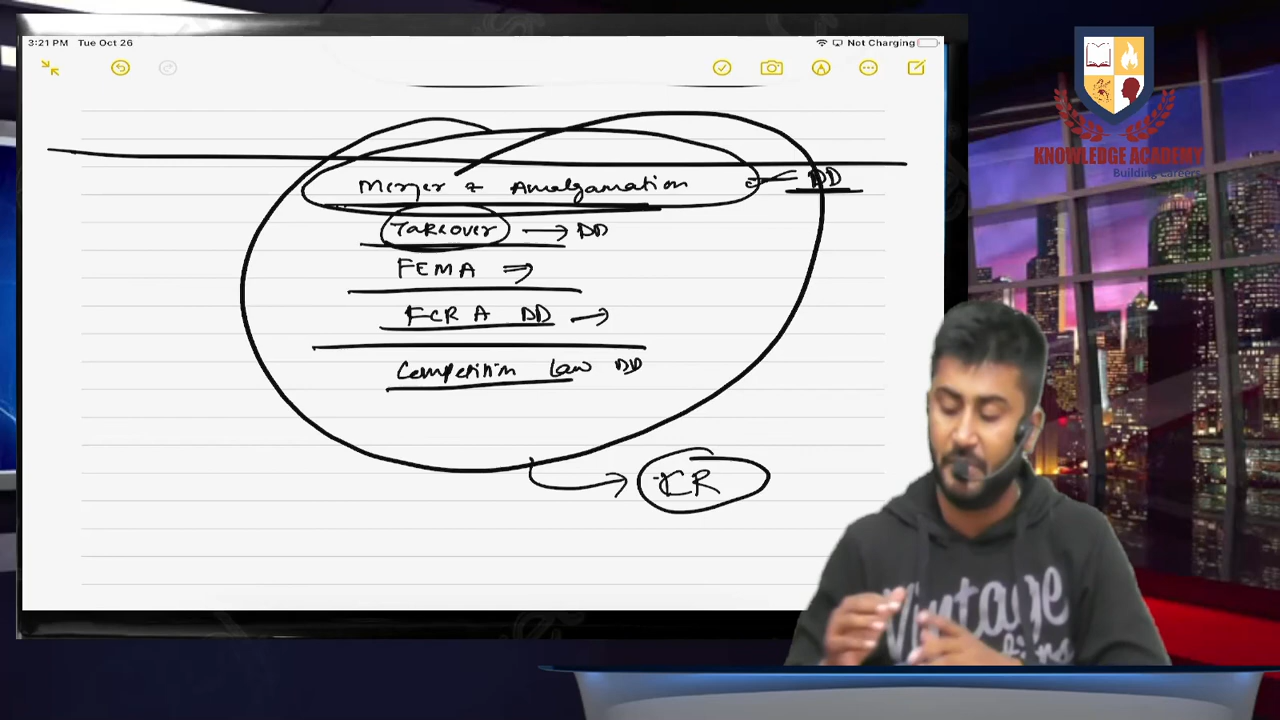 3:21 PM Tue Oct 26
Not Charging
KNOWLEDGE ACADEMY
Building Careers
Merger & Amalgamation ← DD
Takeover → DD
FEMA ⇒
FCRA DD →
Competition Law DD
CR
Vintage